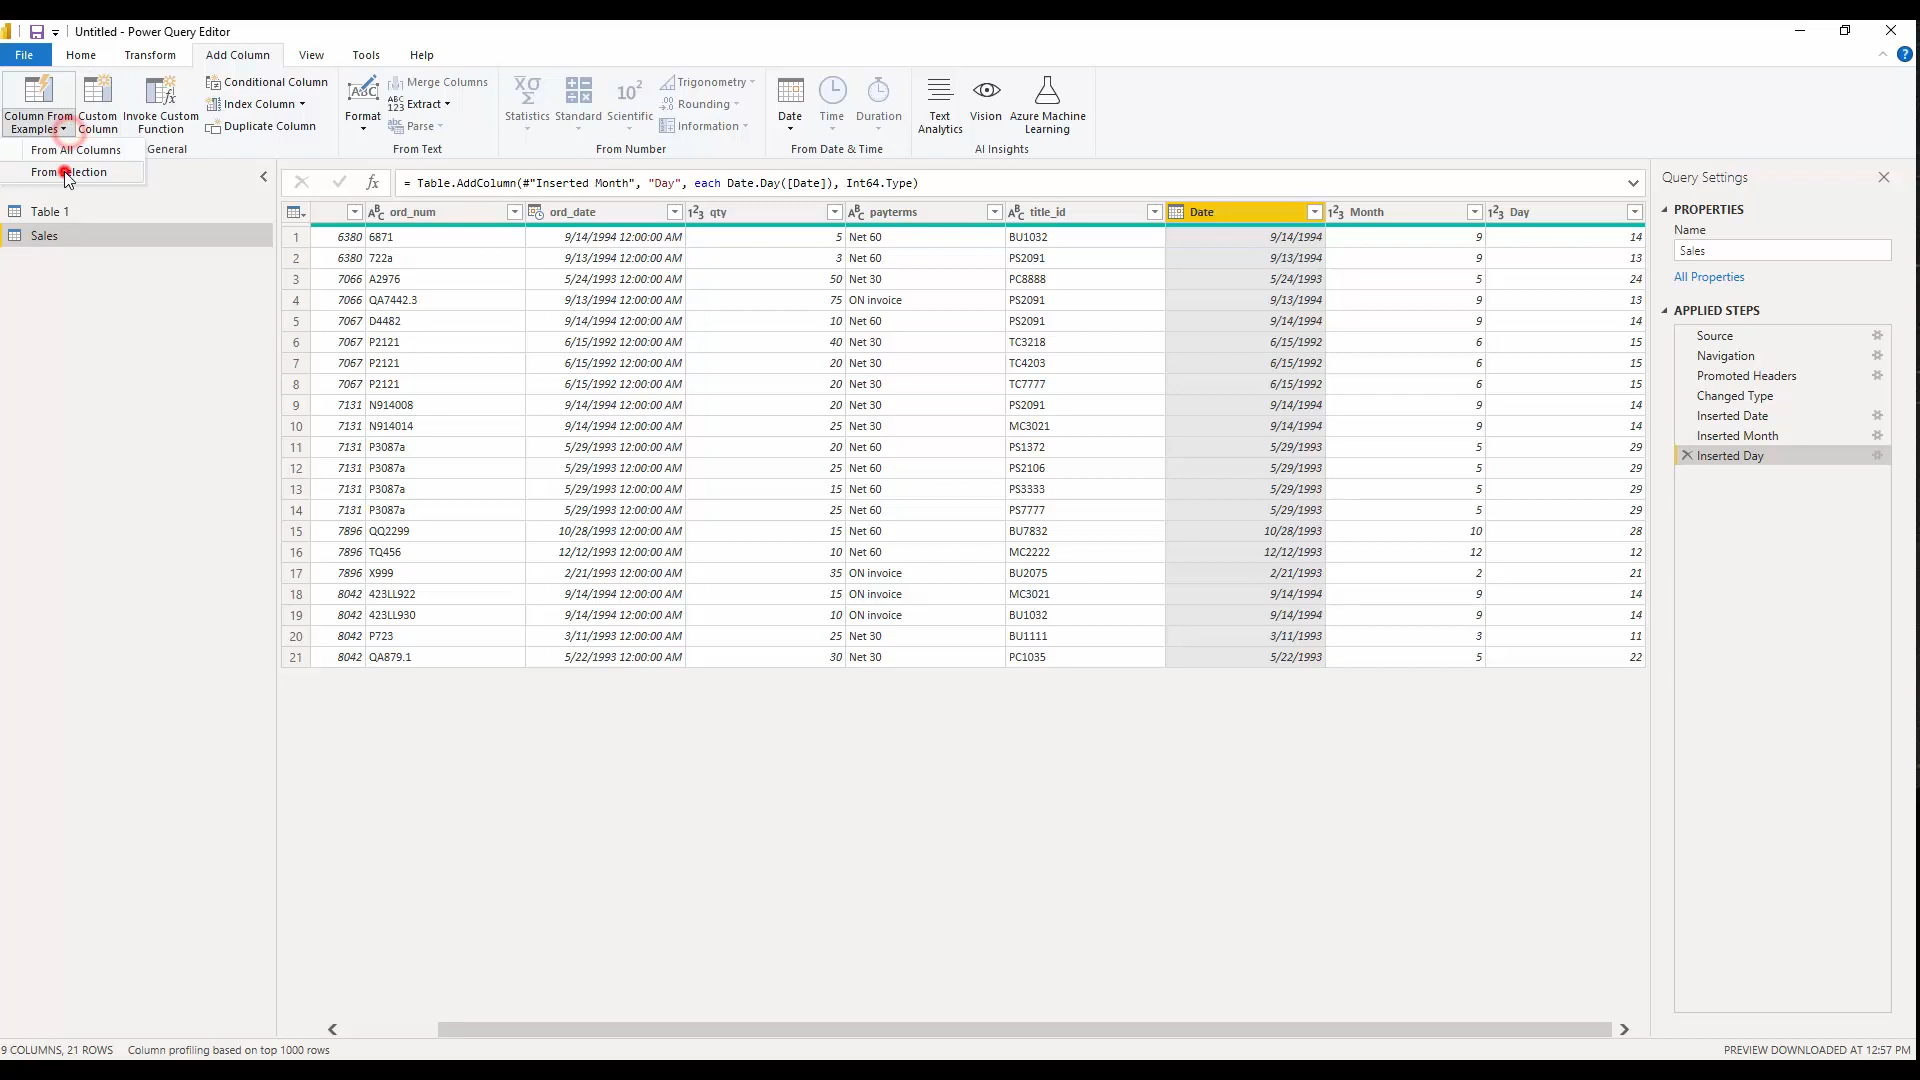 Untitled - Power Query Editor
File Home Transform Add Column View Tools Help
Column From Examples
Custom Column
Invoke Custom Function
Conditional Column
Index Column
Duplicate Column
General
Format
Merge Columns
Extract
Parse
From Text
Statistics
Standard
Scientific
Trigonometry
Rounding
Information
From Number
Date
Time
Duration
From Date & Time
Text Analytics
Vision
Azure Machine Learning
AI Insights
From All Columns
From
Table 1
Sales
= Table.AddColumn(#"Inserted Month", "Day", each Date.Day([Date]), Int64.Type)
ord_num ord_date qty payterms title_id Date Month Day
1 6380 6871 9/14/1994 12:00:00 AM 5 Net 60 BU1032 9/14/1994 9 14
2 6380 722a 9/13/1994 12:00:00 AM 3 Net 60 PS2091 9/13/1994 9 13
3 7066 A2976 5/24/1993 12:00:00 AM 50 Net 30 PC8888 5/24/1993 5 24
4 7066 QA7442.3 9/13/1994 12:00:00 AM 75 ON invoice PS2091 9/13/1994 9 13
5 7067 D4482 9/14/1994 12:00:00 AM 10 Net 60 PS2091 9/14/1994 9 14
6 7067 P2121 6/15/1992 12:00:00 AM 40 Net 30 TC3218 6/15/1992 6 15
7 7067 P2121 6/15/1992 12:00:00 AM 20 Net 30 TC4203 6/15/1992 6 15
8 7067 P2121 6/15/1992 12:00:00 AM 20 Net 30 TC7777 6/15/1992 6 15
9 7131 N914008 9/14/1994 12:00:00 AM 20 Net 30 PS2091 9/14/1994 9 14
10 7131 N914014 9/14/1994 12:00:00 AM 25 Net 30 MC3021 9/14/1994 9 14
11 7131 P3087a 5/29/1993 12:00:00 AM 20 Net 60 PS1372 5/29/1993 5 29
12 7131 P3087a 5/29/1993 12:00:00 AM 25 Net 60 PS2106 5/29/1993 5 29
13 7131 P3087a 5/29/1993 12:00:00 AM 15 Net 60 PS3333 5/29/1993 5 29
14 7131 P3087a 5/29/1993 12:00:00 AM 25 Net 60 PS7777 5/29/1993 5 29
15 7896 QQ2299 10/28/1993 12:00:00 AM 15 Net 60 BU7832 10/28/1993 10 28
16 7896 TQ456 12/12/1993 12:00:00 AM 10 Net 60 MC2222 12/12/1993 12 12
17 7896 X999 2/21/1993 12:00:00 AM 35 ON invoice BU2075 2/21/1993 2 21
18 8042 423LL922 9/14/1994 12:00:00 AM 15 ON invoice MC3021 9/14/1994 9 14
19 8042 423LL930 9/14/1994 12:00:00 AM 10 ON invoice BU1032 9/14/1994 9 14
20 8042 P723 3/11/1993 12:00:00 AM 25 Net 30 BU1111 3/11/1993 3 11
21 8042 QA879.1 5/22/1993 12:00:00 AM 30 Net 30 PC1035 5/22/1993 5 22
Query Settings
PROPERTIES
Name
Sales
All Properties
APPLIED STEPS
Source
Navigation
Promoted Headers
Changed Type
Inserted Date
Inserted Month
Inserted Day
9 COLUMNS, 21 ROWS Column profiling based on top 1000 rows
PREVIEW DOWNLOADED AT 12:57 PM